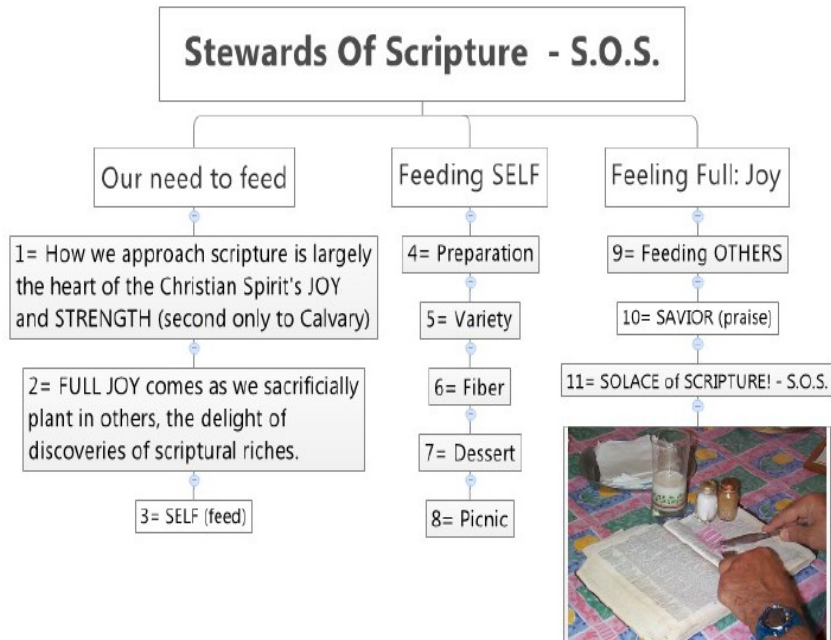 Stewards Of Scripture - S.O.S.
Our need to feed
1= How we approach scripture is largely
the heart of the Christian Spirit's JOY
and STRENGTH (second only to Calvary)
2= FULL JOY comes as we sacrificially
plant in others, the delight of
discoveries of scriptural riches.
3= SELF (feed)
Feeding SELF
4= Preparation
5= Variety
6= Fiber
7= Dessert
8= Picnic
Feeling Full: Joy
9= Feeding OTHERS
10= SAVIOR (praise)
11= SOLACE of SCRIPTURE! - S.O.S.